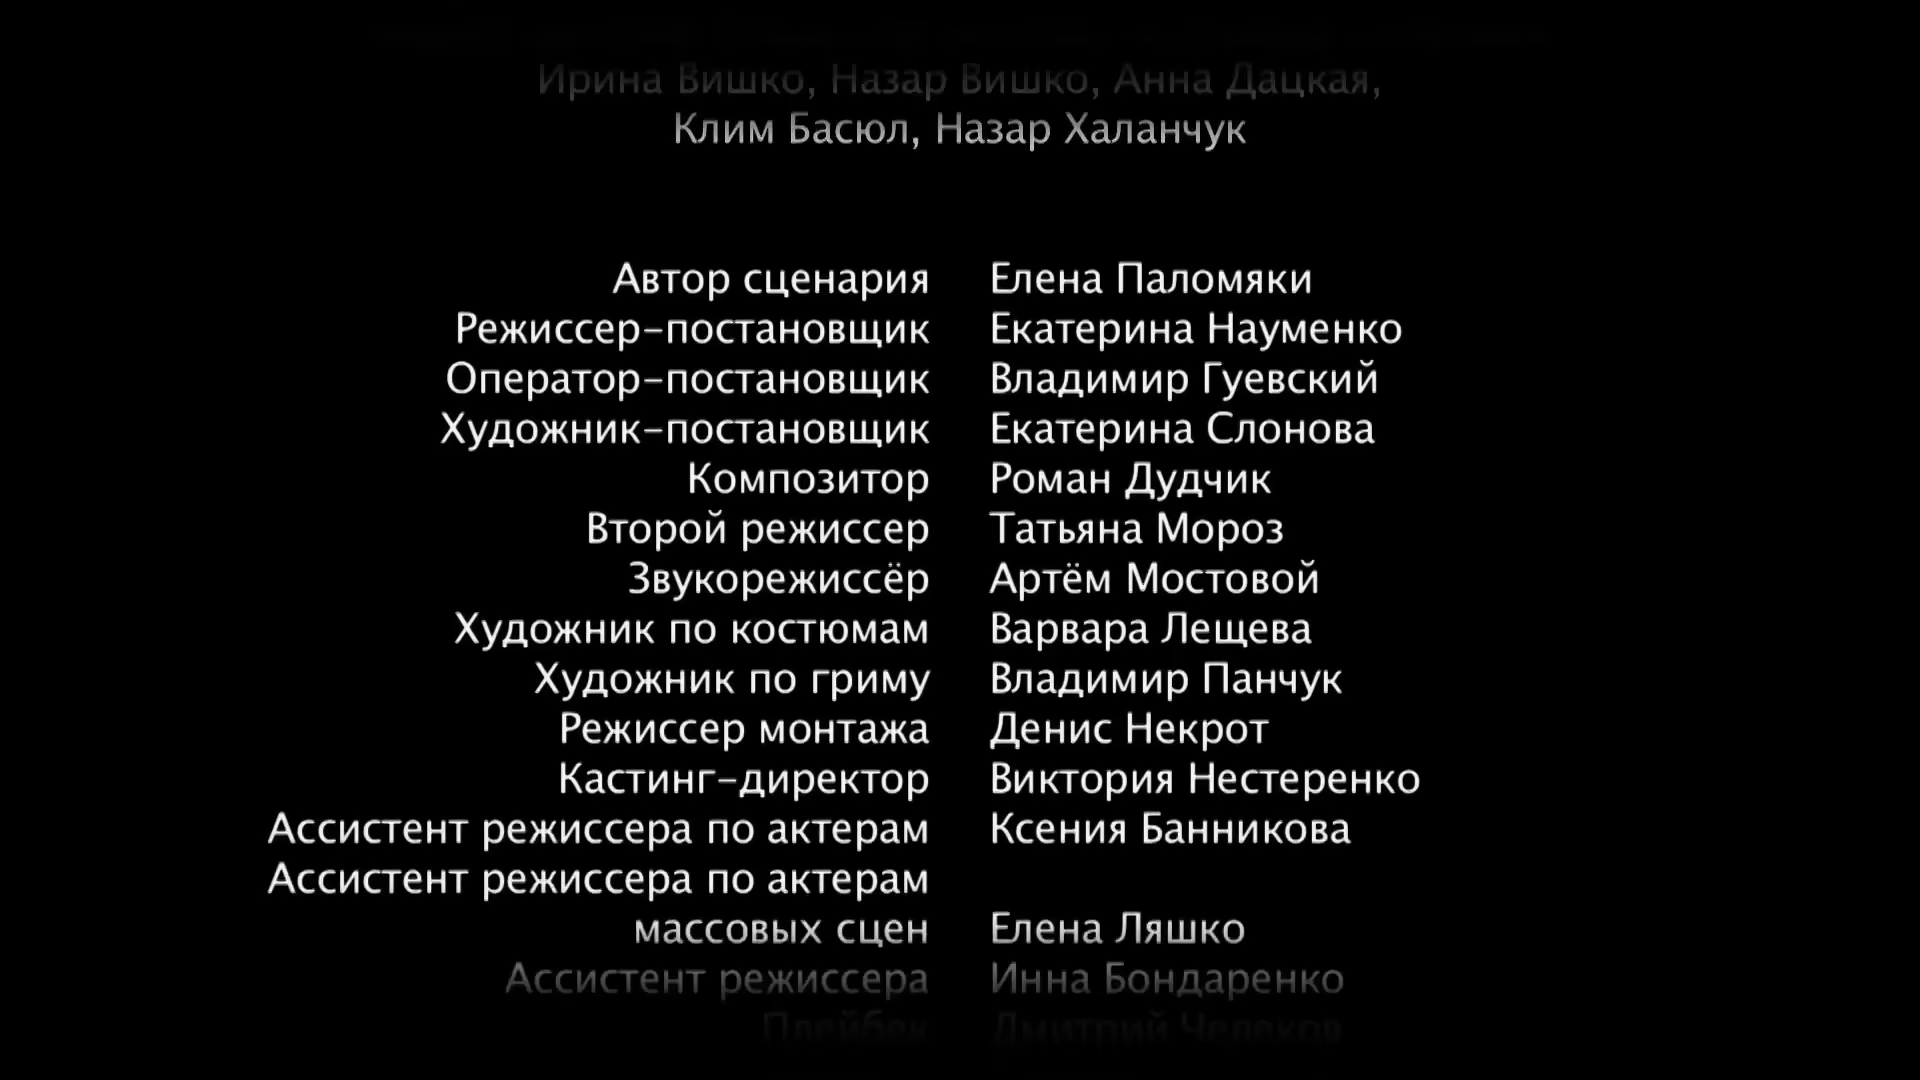 Ирина Вишко, Назар Вишко, Анна Дацкая,
Клим Басюл, Назар Халанчук
Автор сценария Елена Паломяки
Режиссер-постановщик Екатерина Науменко
Оператор-постановщик Владимир Гуевский
Художник-постановщик Екатерина Слонова
Композитор Роман Дудчик
Второй режиссер Татьяна Мороз
Звукорежиссёр Артём Мостовой
Художник по костюмам Варвара Лещева
Художник по гриму Владимир Панчук
Режиссер монтажа Денис Некрот
Кастинг-директор Виктория Нестеренко
Ассистент режиссера по актерам Ксения Банникова
Ассистент режиссера по актерам
массовых сцен Елена Ляшко
Ассистент режиссера Инна Бондаренко
Плейбек Дмитрий